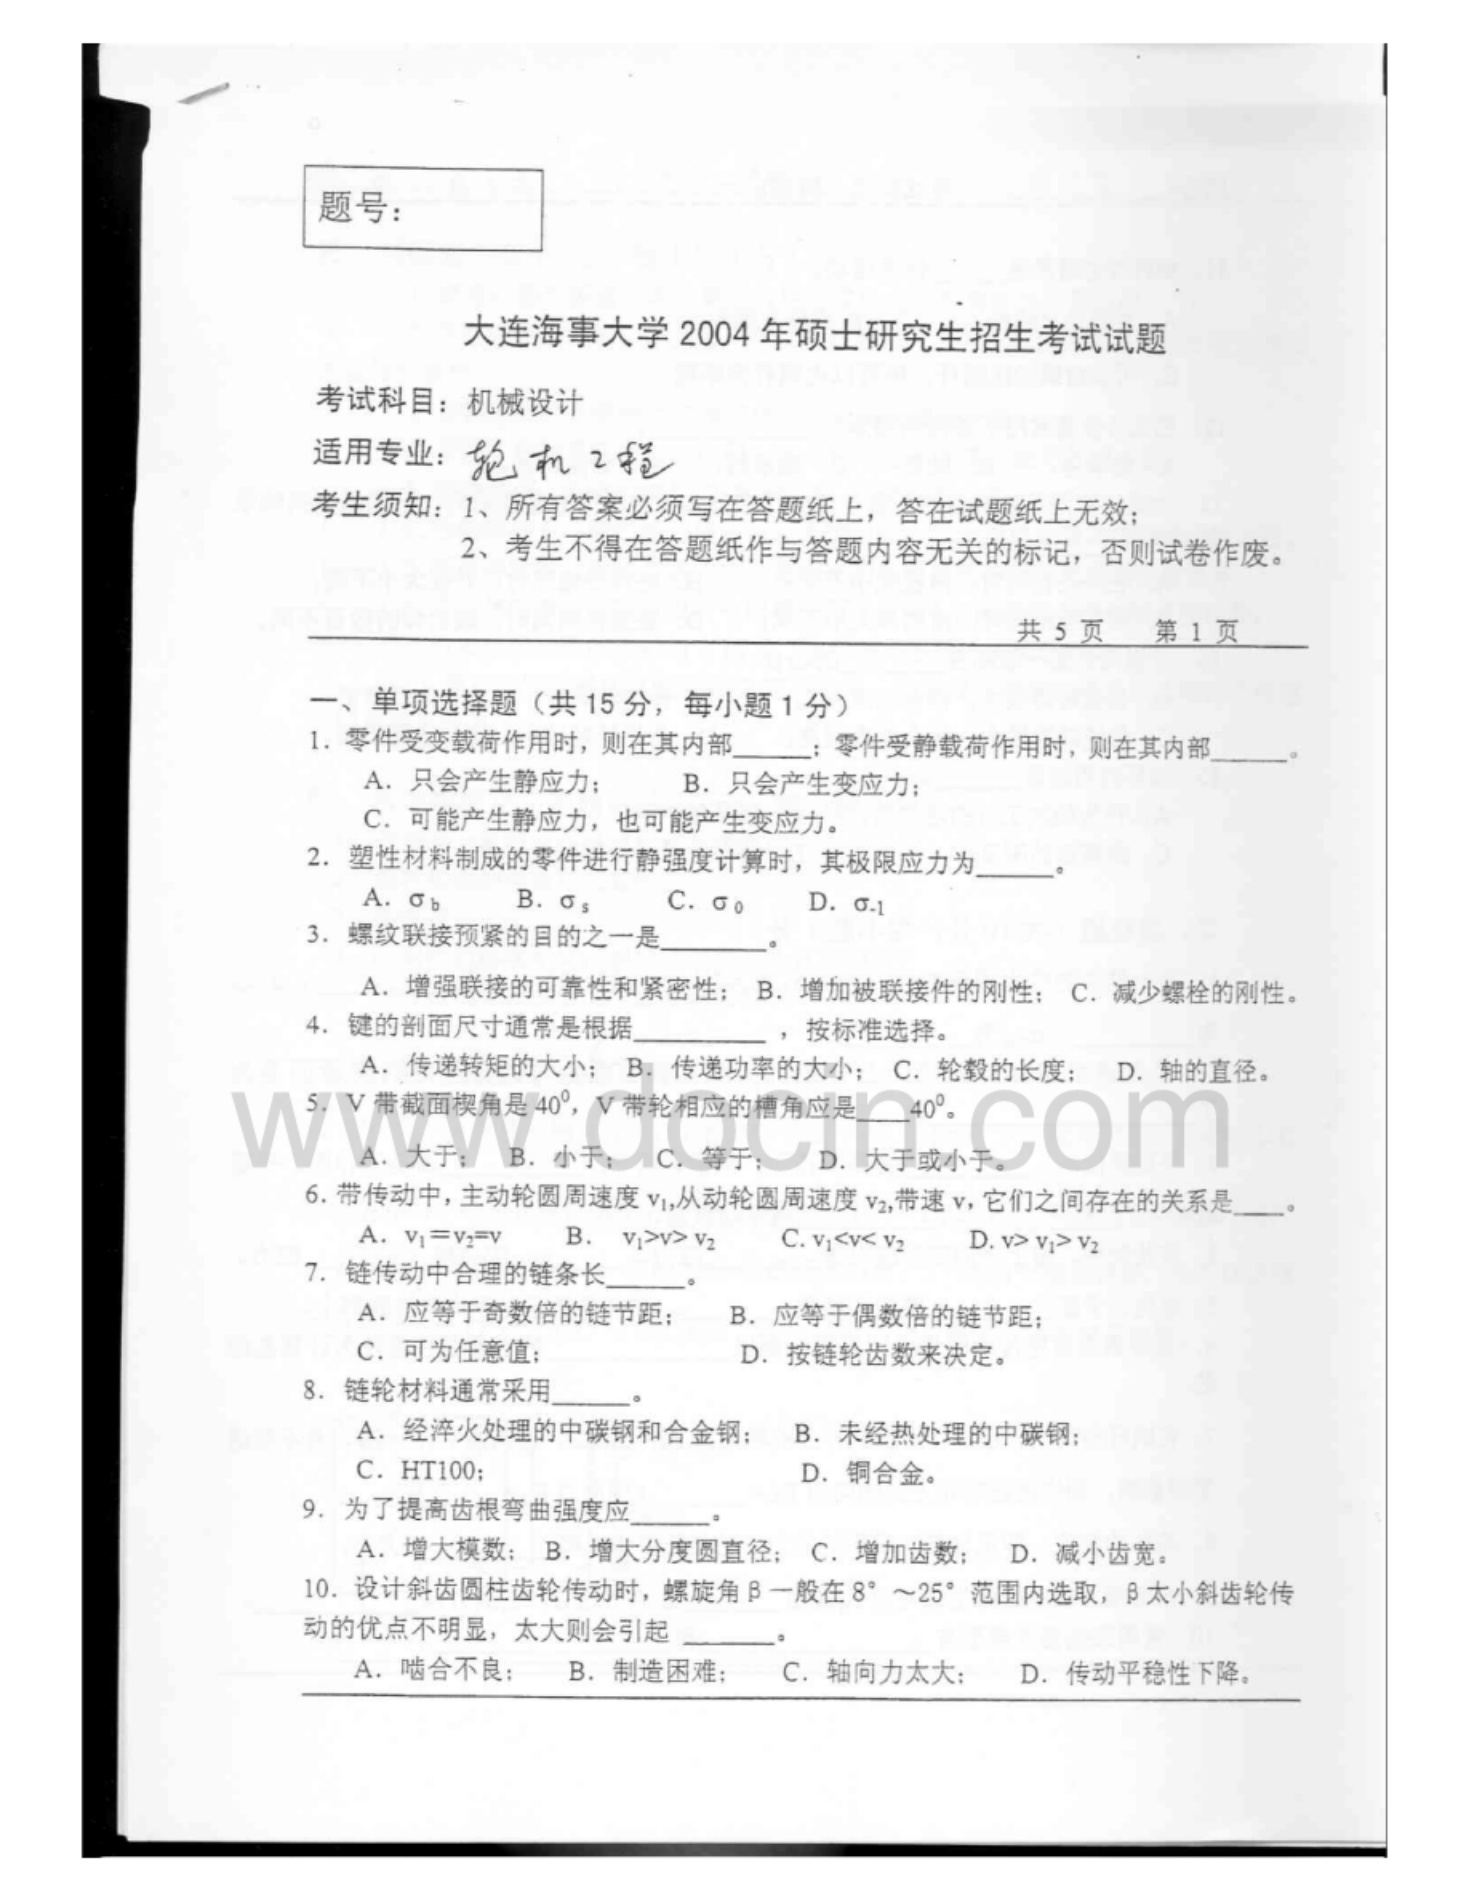 题号：
大连海事大学 2004 年硕士研究生招生考试试题
考试科目：机械设计
适用专业：轮机工程
考生须知：1、所有答案必须写在答题纸上，答在试题纸上无效；
2、考生不得在答题纸作与答题内容无关的标记，否则试卷作废。
共 5 页 第 1 页
一、单项选择题（共 15 分，每小题 1 分）
1．零件受变载荷作用时，则在其内部______；零件受静载荷作用时，则在其内部______。
A．只会产生静应力； B．只会产生变应力；
C．可能产生静应力，也可能产生变应力。
2．塑性材料制成的零件进行静强度计算时，其极限应力为______。
A．σb B．σs C．σ0 D．σ-1
3．螺纹联接预紧的目的之一是________。
A．增强联接的可靠性和紧密性； B．增加被联接件的刚性； C．减少螺栓的刚性。
4．键的剖面尺寸通常是根据__________ ，按标准选择。
A．传递转矩的大小； B．传递功率的大小； C．轮毂的长度； D．轴的直径。
www.docin.com
5．V 带截面楔角是 40⁰，V 带轮相应的槽角应是____40⁰。
A．大于； B．小于； C．等于； D．大于或小于。
6．带传动中，主动轮圆周速度 v₁,从动轮圆周速度 v₂,带速 v，它们之间存在的关系是____。
A．v₁＝v₂=v B． v₁>v> v₂ C. v₁<v< v₂ D. v> v₁> v₂
7．链传动中合理的链条长______。
A．应等于奇数倍的链节距； B．应等于偶数倍的链节距；
C．可为任意值； D．按链轮齿数来决定。
8．链轮材料通常采用______。
A．经淬火处理的中碳钢和合金钢； B．未经热处理的中碳钢；
C．HT100； D．铜合金。
9．为了提高齿根弯曲强度应______。
A．增大模数； B．增大分度圆直径； C．增加齿数； D．减小齿宽。
10．设计斜齿圆柱齿轮传动时，螺旋角 β 一般在 8° ～25° 范围内选取，β 太小斜齿轮传
动的优点不明显，太大则会引起 ______。
A．啮合不良； B．制造困难； C．轴向力太大； D．传动平稳性下降。